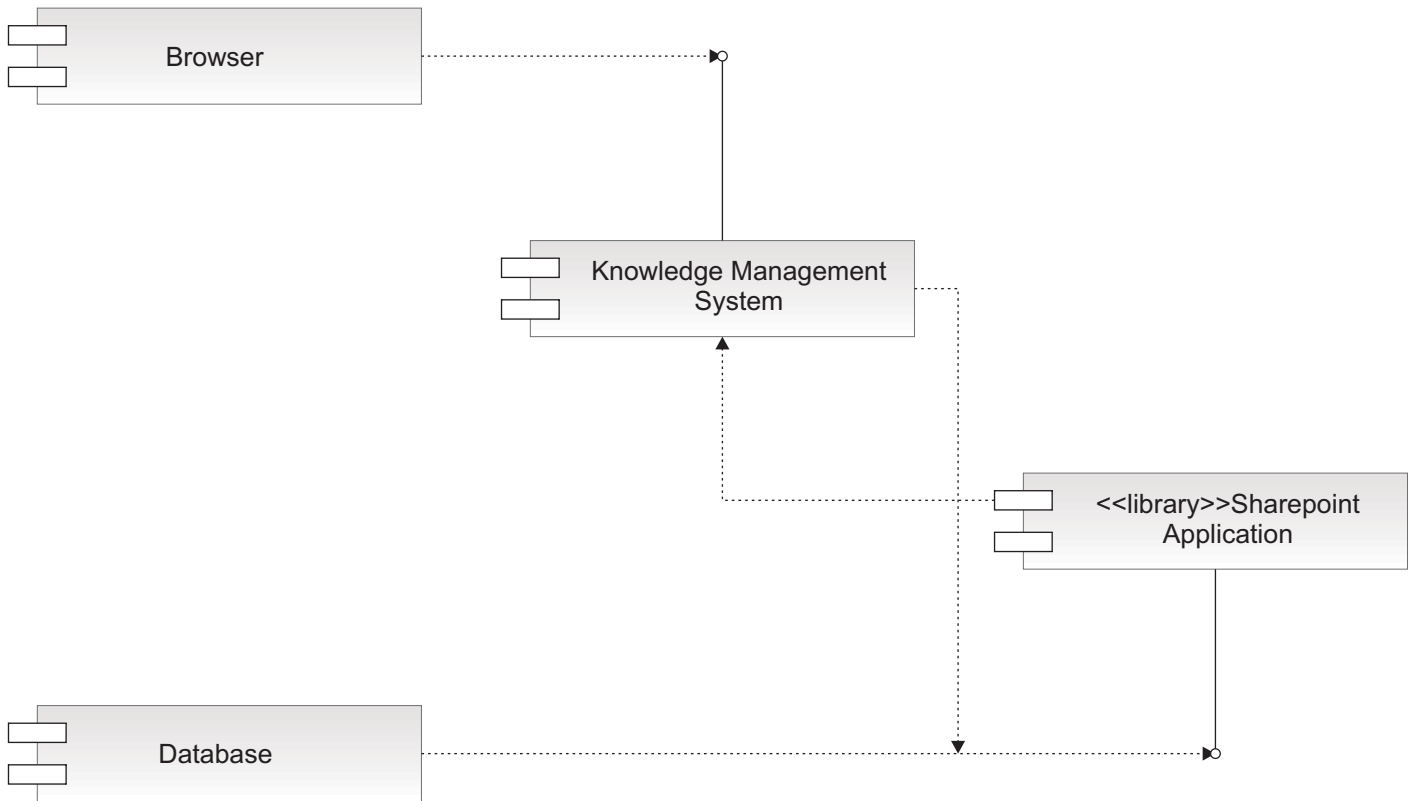 Browser
Knowledge Management
System
<<library>>Sharepoint
Application
Database